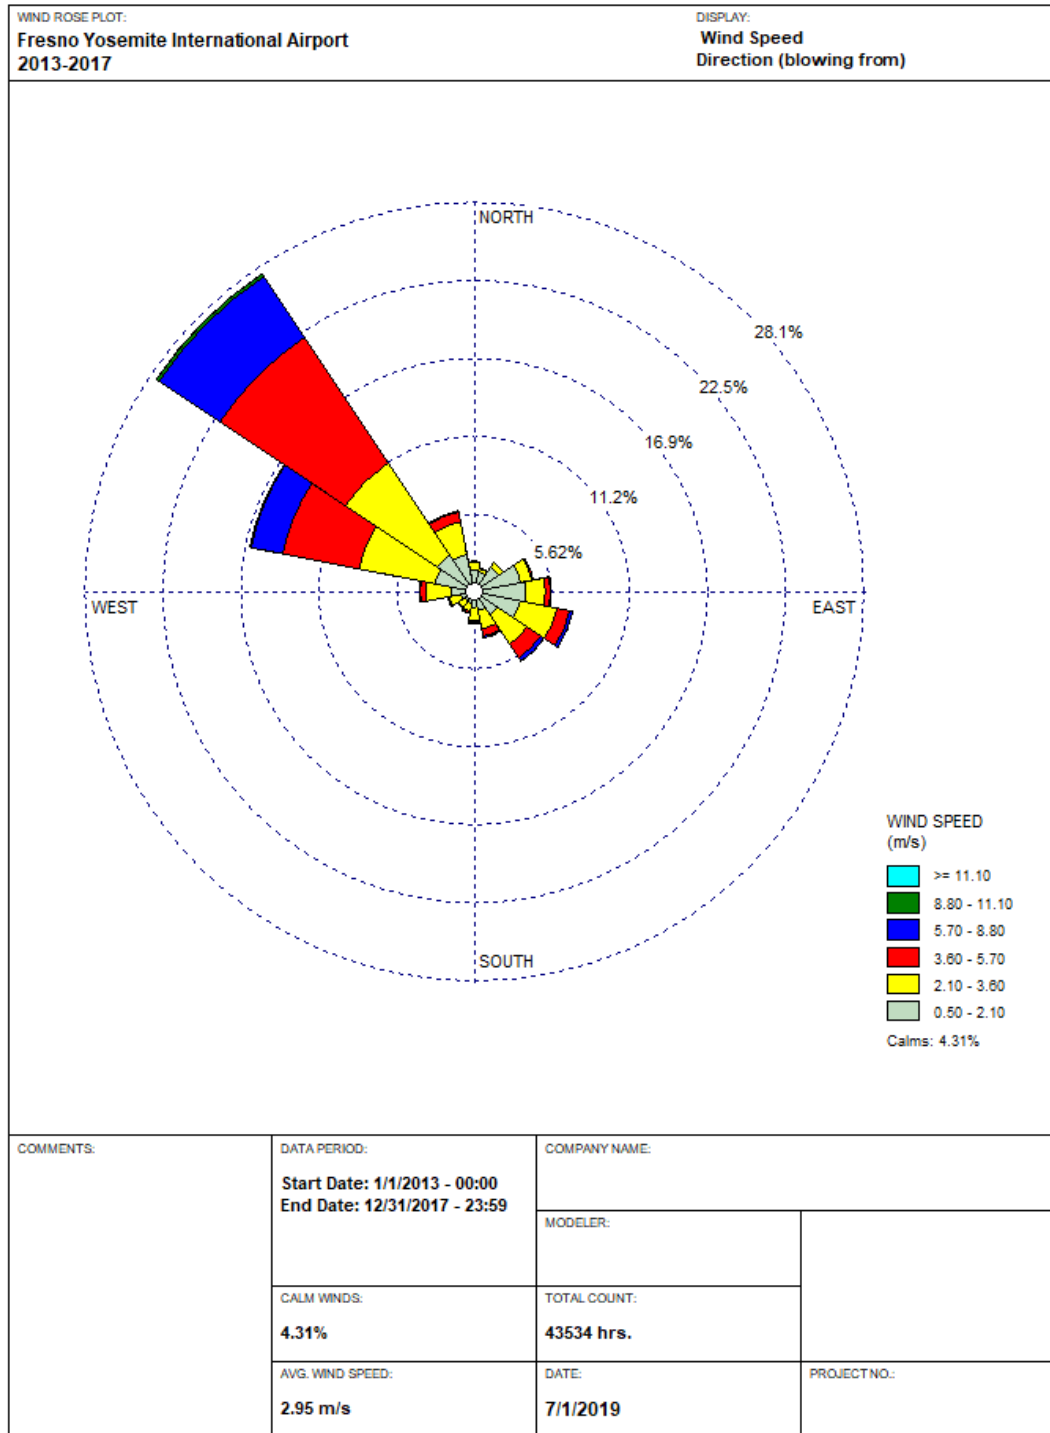 WIND ROSE PLOT:
Fresno Yosemite International Airport
2013-2017
DISPLAY:
Wind Speed
Direction (blowing from)
NORTH
28.1%
22.5%
16.9%
11.2%
5.62%
WEST
EAST
SOUTH
WIND SPEED
(m/s)
>= 11.10
8.80 - 11.10
5.70 - 8.80
3.60 - 5.70
2.10 - 3.60
0.50 - 2.10
Calms: 4.31%
COMMENTS:
DATA PERIOD:
Start Date: 1/1/2013 - 00:00
End Date: 12/31/2017 - 23:59
COMPANY NAME:
MODELER:
CALM WINDS:
4.31%
TOTAL COUNT:
43534 hrs.
AVG. WIND SPEED:
2.95 m/s
DATE:
7/1/2019
PROJECT NO.: